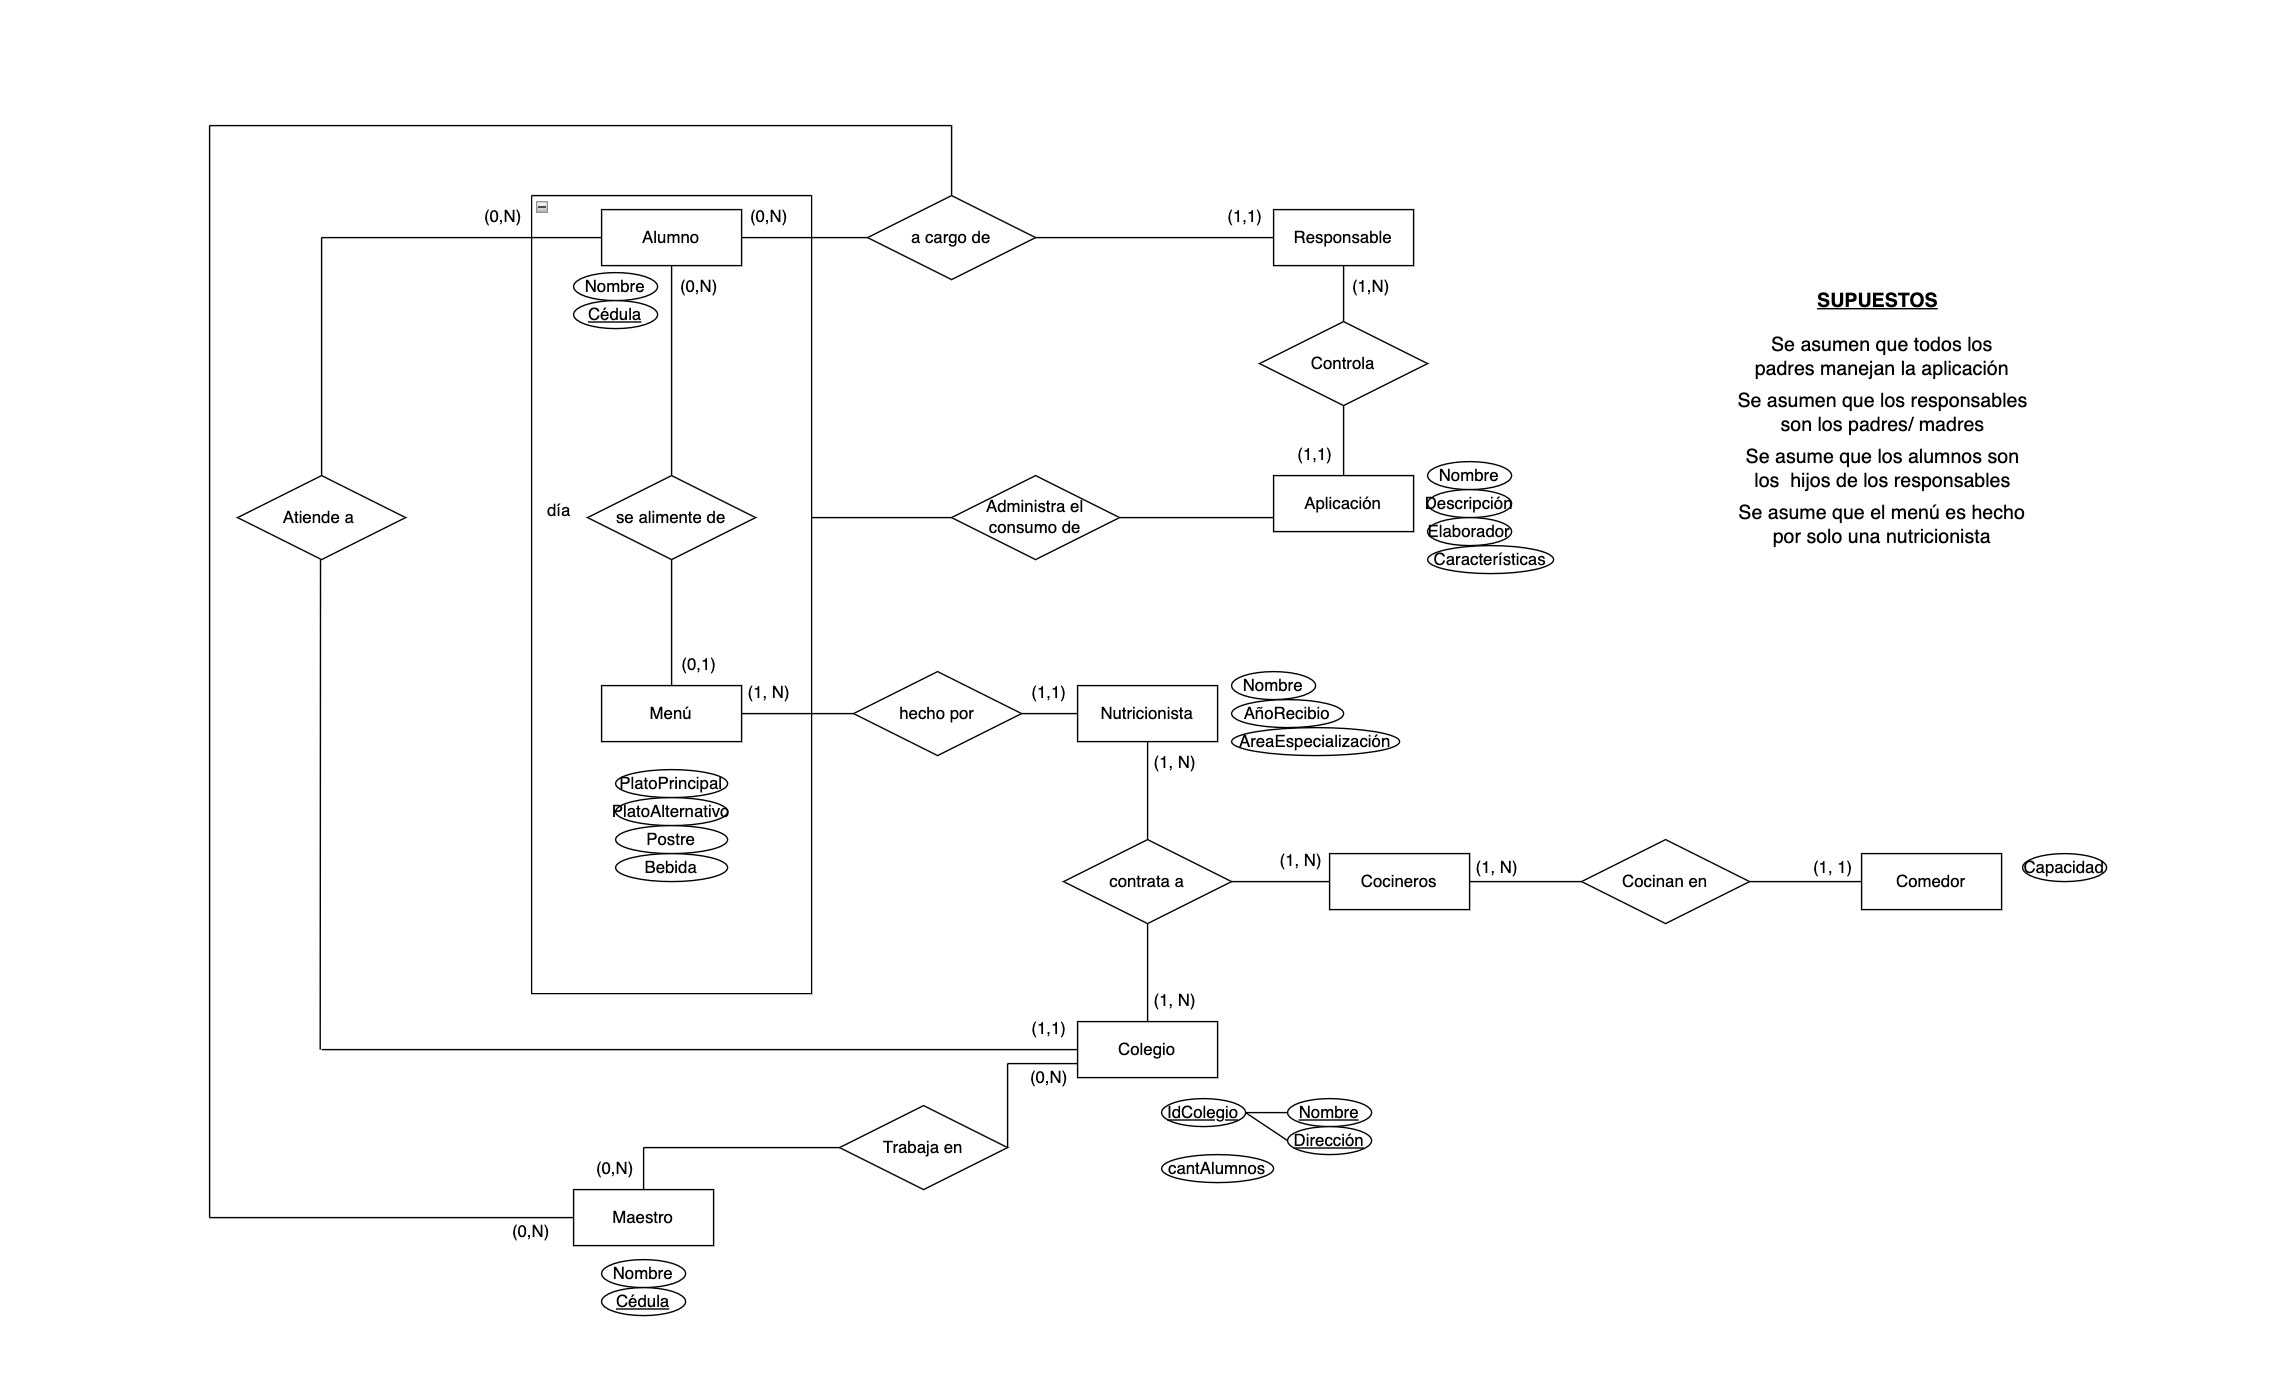 (0,N)
Alumno
(0,N)
a cargo de
(1,1)
Responsable
Nombre
Cédula
(0,N)
(1,N)
SUPUESTOS
Se asumen que todos los
padres manejan la aplicación
Se asumen que los responsables
son los padres/ madres
Se asume que los alumnos son
los hijos de los responsables
Se asume que el menú es hecho
por solo una nutricionista
Controla
(1,1)
Atiende a
día
se alimente de
Administra el
consumo de
Aplicación
Nombre
Descripción
Elaborador
Características
(0,1)
Menú
(1, N)
hecho por
(1,1)
Nutricionista
Nombre
AñoRecibio
AreaEspecialización
PlatoPrincipal
PlatoAlternativo
Postre
Bebida
(1, N)
contrata a
(1, N)
Cocineros
(1, N)
Cocinan en
(1, 1)
Comedor
Capacidad
(1, N)
(1,1)
Colegio
(0,N)
IdColegio
Nombre
Dirección
cantAlumnos
Trabaja en
(0,N)
Maestro
(0,N)
Nombre
Cédula